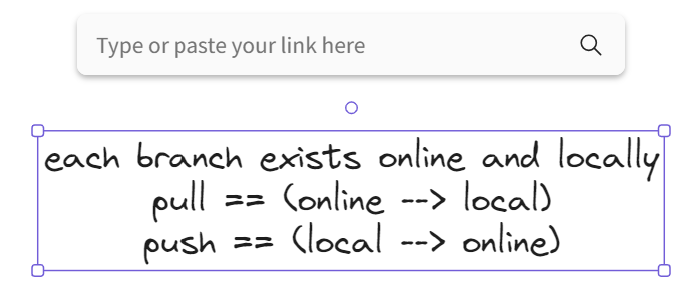 Type or paste your link here
each branch exists online and locally
pull == (online --> local)
push == (local --> online)